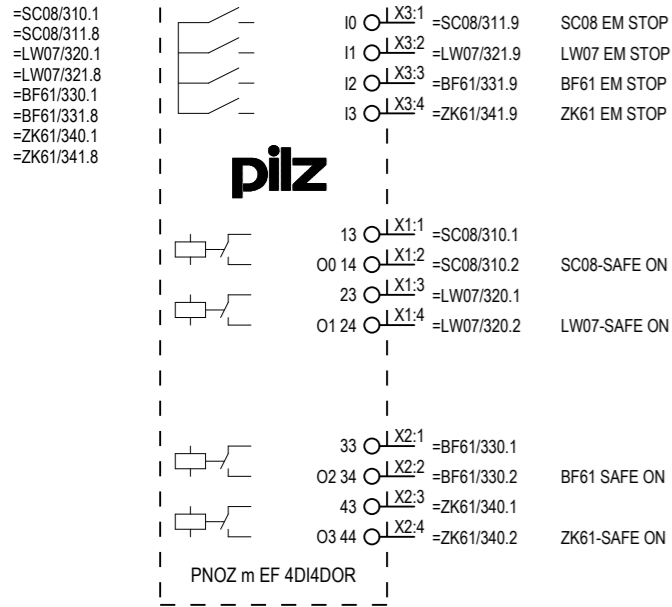 =SC08/310.1
=SC08/311.8
=LW07/320.1
=LW07/321.8
=BF61/330.1
=BF61/331.8
=ZK61/340.1
=ZK61/341.8
I0 X3:1 =SC08/311.9 SC08 EM STOP
I1 X3:2 =LW07/321.9 LW07 EM STOP
I2 X3:3 =BF61/331.9 BF61 EM STOP
I3 X3:4 =ZK61/341.9 ZK61 EM STOP
pilz
13 X1:1 =SC08/310.1
O0 14 X1:2 =SC08/310.2 SC08-SAFE ON
23 X1:3 =LW07/320.1
O1 24 X1:4 =LW07/320.2 LW07-SAFE ON
33 X2:1 =BF61/330.1
O2 34 X2:2 =BF61/330.2 BF61 SAFE ON
43 X2:3 =ZK61/340.1
O3 44 X2:4 =ZK61/340.2 ZK61-SAFE ON
PNOZ m EF 4DI4DOR